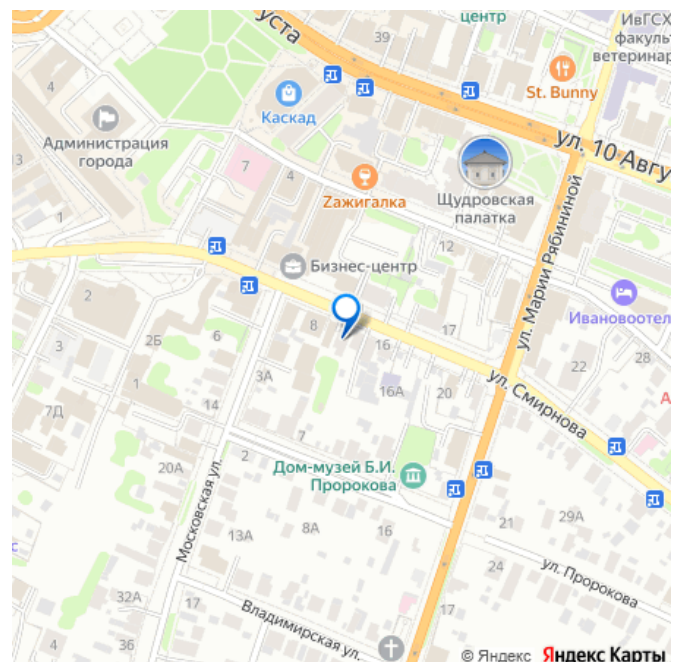 центр
ИвГСХ
факуль
ветеринар
39
уста
St. Bunny
Каскад
4
Администрация
города
ул. 10 Авгу
7
4
Zажигалка
Щудровская
палатка
1
12
ул. Марии Рябининой
Бизнес-центр
Ивановоотел
2
8
17
2Б
6
16
28
3
3А
22
1
16А
20
ул. Смирнова
А
7Д
14
7
2
Дом-музей Б.И.
Пророкова
20А
Московская ул.
13А
8А
16
21
29А
с
24
ул. Пророкова
32А
17
Владимирская ул.
17
4
36
© Яндекс Яндекс Карты